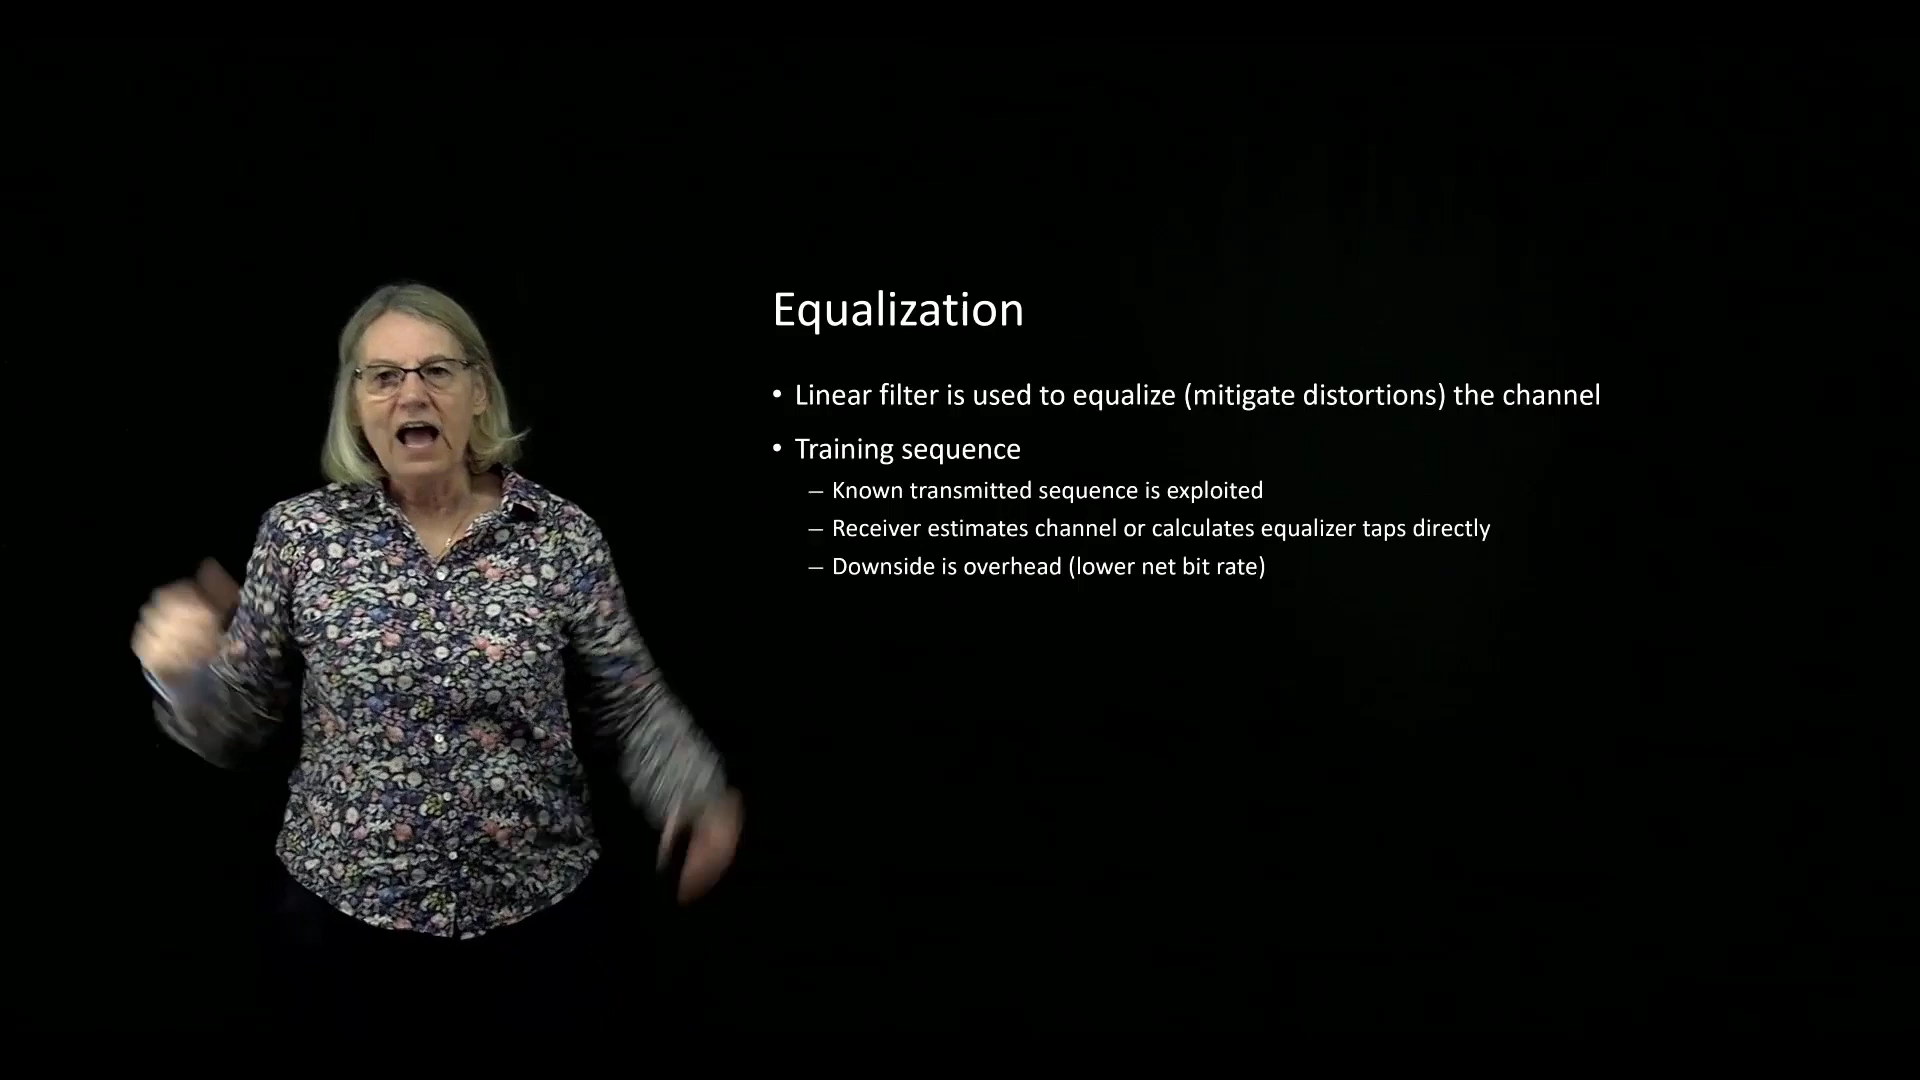 Equalization
• Linear filter is used to equalize (mitigate distortions) the channel
• Training sequence
– Known transmitted sequence is exploited
– Receiver estimates channel or calculates equalizer taps directly
– Downside is overhead (lower net bit rate)